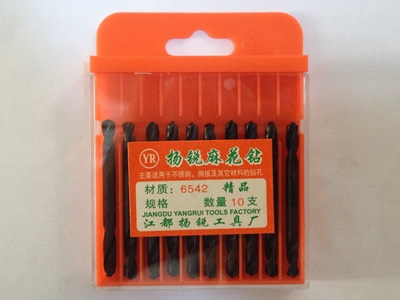 YR 扬锐麻花钻
主要适用于不锈钢、钢板及其它材料的钻孔
材质：6542 精品
规格 数量10支
JIANGDU YANGRUI TOOLS FACTORY
江都扬锐工具厂